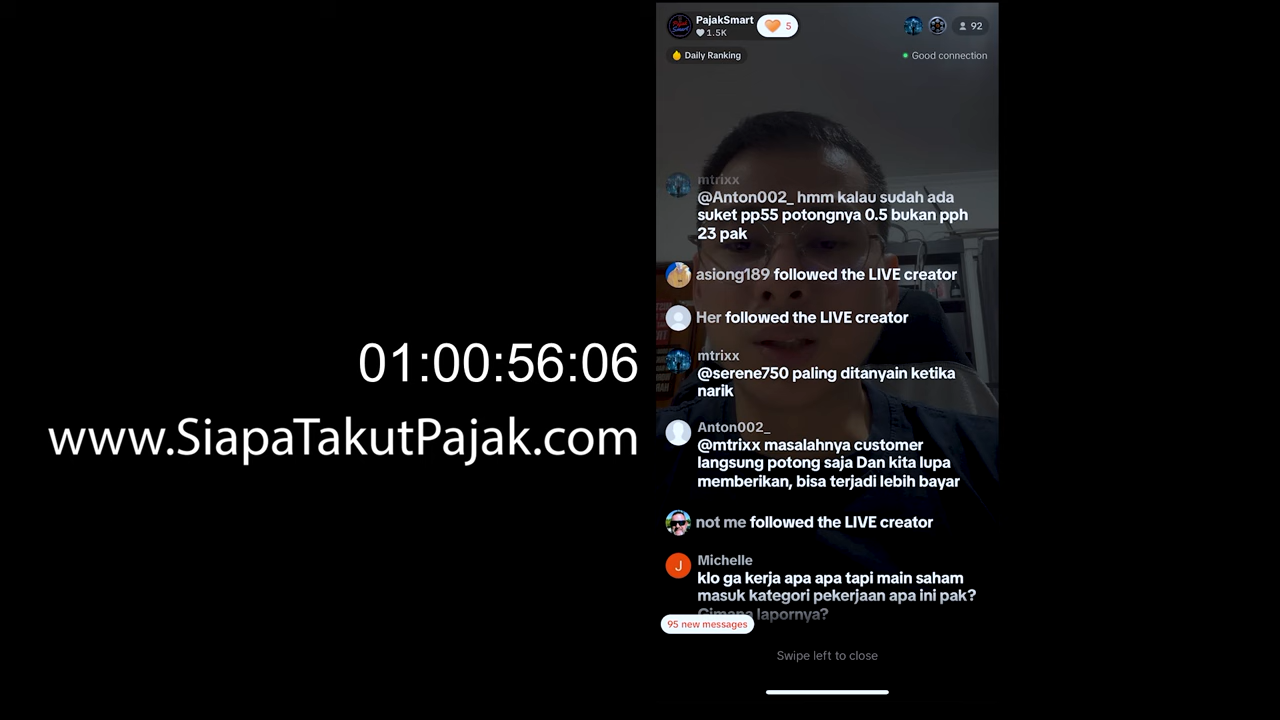 PajakSmart
1.5K
5
92
Daily Ranking
Good connection
mtrixx
@Anton002_ hmm kalau sudah ada
suket pp55 potongnya 0.5 bukan pph
23 pak
asiong189 followed the LIVE creator
Her followed the LIVE creator
mtrixx
@serene750 paling ditanyain ketika
narik
Anton002_
@mtrixx masalahnya customer
langsung potong saja Dan kita lupa
memberikan, bisa terjadi lebih bayar
not me followed the LIVE creator
J
Michelle
klo ga kerja apa apa tapi main saham
masuk kategori pekerjaan apa ini pak?
Gimana lapornya?
95 new messages
Swipe left to close
01:00:56:06
www.SiapaTakutPajak.com